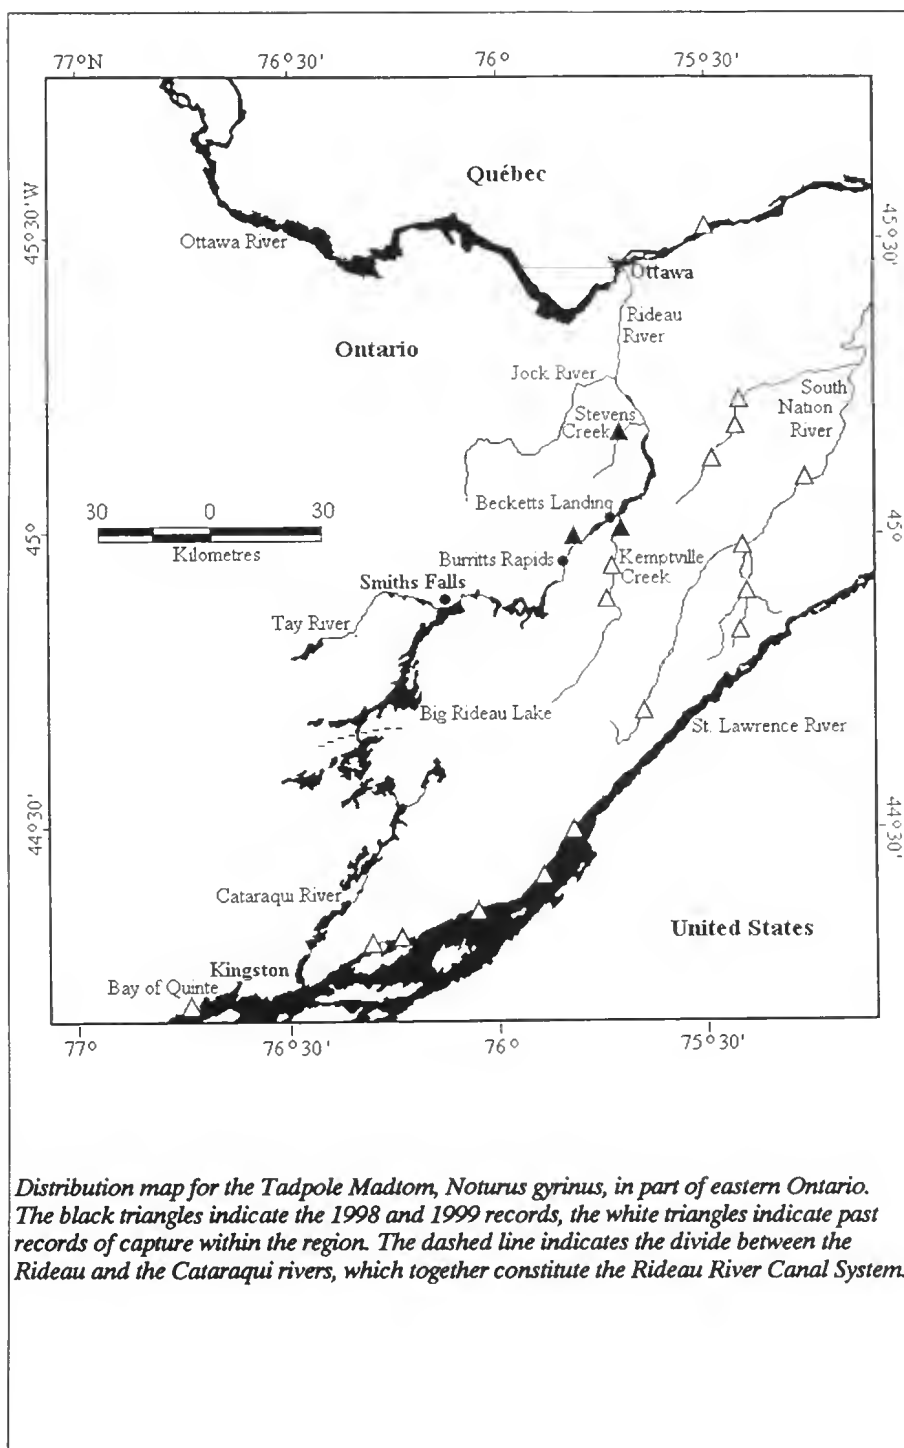 77°N 76°30' 76° 75°30'
Québec
45°30'W
45°30'
Ottawa River
Ottawa
Rideau
River
Ontario
Jock River
South
Nation
River
Stevens
Creek
Becketts Landing
30 0 30
Kilometres
45°
Burritts Rapids
Kemptville
Creek
Smiths Falls
Tay River
Big Rideau Lake
St. Lawrence River
44°30'
44°30'
Cataraqui River
United States
Kingston
Bay of Quinte
77° 76°30' 76° 75°30'
Distribution map for the Tadpole Madtom, Noturus gyrinus, in part of eastern Ontario.
The black triangles indicate the 1998 and 1999 records, the white triangles indicate past
records of capture within the region. The dashed line indicates the divide between the
Rideau and the Cataraqui rivers, which together constitute the Rideau River Canal System.